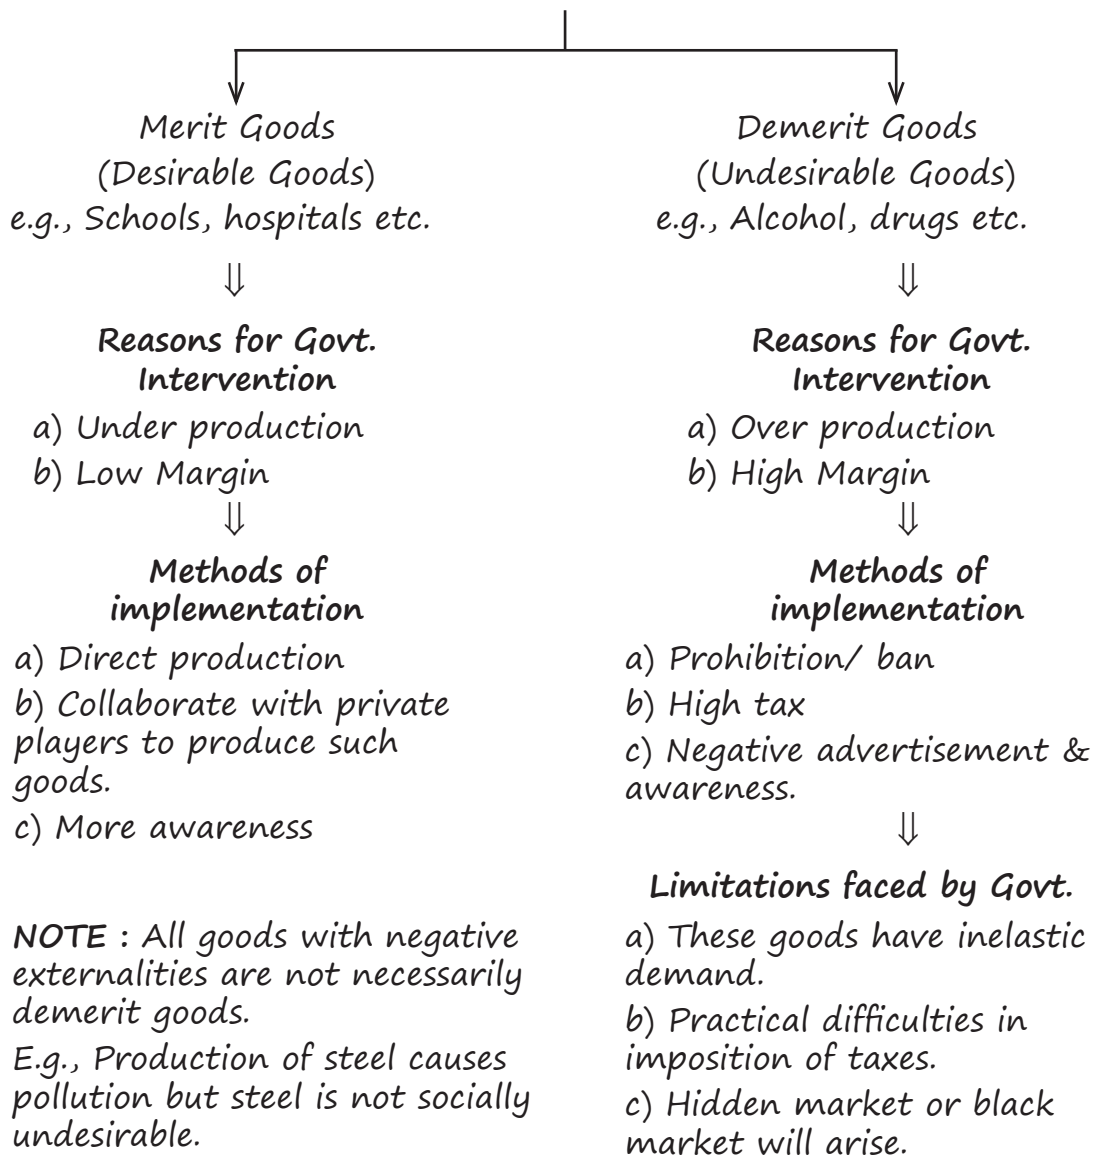 Merit Goods
(Desirable Goods)
e.g., Schools, hospitals etc.
⇓
Reasons for Govt.
Intervention
a) Under production
b) Low Margin
⇓
Methods of
implementation
a) Direct production
b) Collaborate with private
players to produce such
goods.
c) More awareness
NOTE : All goods with negative
externalities are not necessarily
demerit goods.
E.g., Production of steel causes
pollution but steel is not socially
undesirable.
Demerit Goods
(Undesirable Goods)
e.g., Alcohol, drugs etc.
⇓
Reasons for Govt.
Intervention
a) Over production
b) High Margin
⇓
Methods of
implementation
a) Prohibition/ ban
b) High tax
c) Negative advertisement &
awareness.
⇓
Limitations faced by Govt.
a) These goods have inelastic
demand.
b) Practical difficulties in
imposition of taxes.
c) Hidden market or black
market will arise.